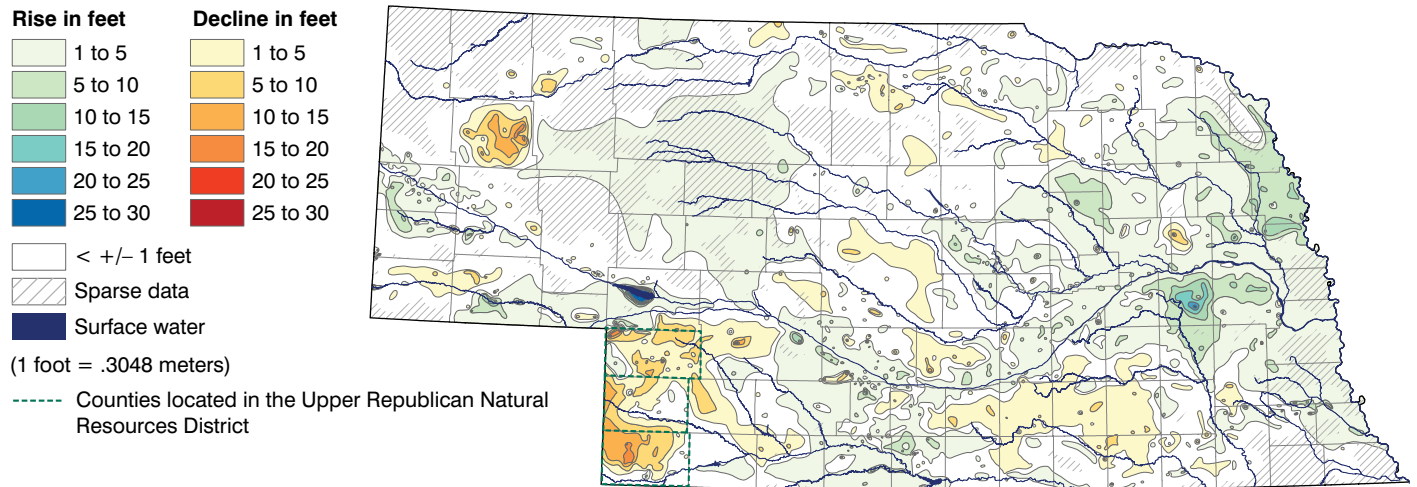 Rise in feet
Decline in feet
1 to 5
1 to 5
5 to 10
5 to 10
10 to 15
10 to 15
15 to 20
15 to 20
20 to 25
20 to 25
25 to 30
25 to 30
< +/– 1 feet
Sparse data
Surface water
(1 foot = .3048 meters)
Counties located in the Upper Republican Natural
Resources District